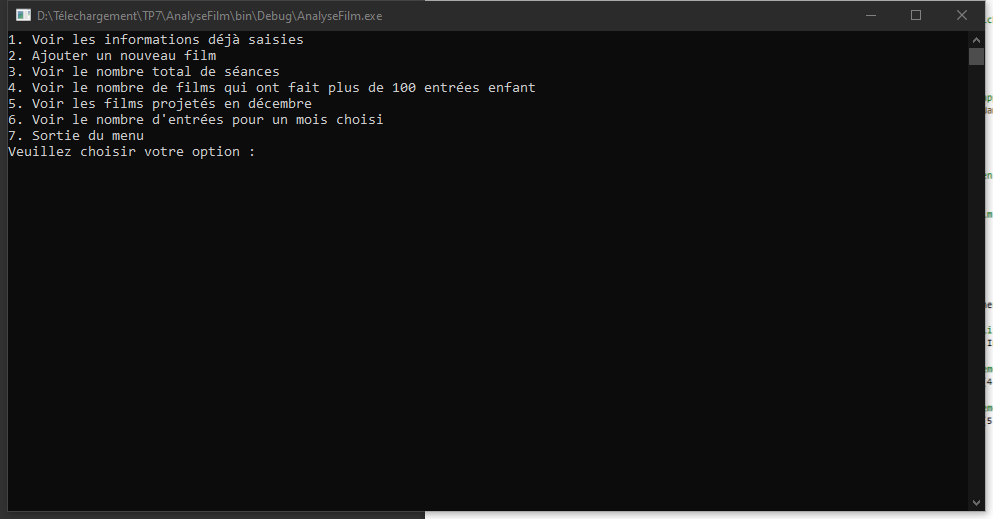 D:\Télechargement\TP7\AnalyseFilm\bin\Debug\AnalyseFilm.exe
1. Voir les informations déjà saisies
2. Ajouter un nouveau film
3. Voir le nombre total de séances
4. Voir le nombre de films qui ont fait plus de 100 entrées enfant
5. Voir les films projetés en décembre
6. Voir le nombre d'entrées pour un mois choisi
7. Sortie du menu
Veuillez choisir votre option :